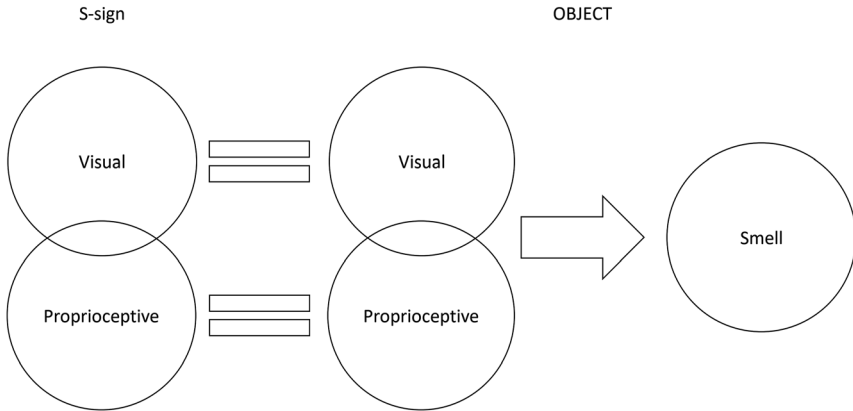 S-sign
OBJECT
Visual
Visual
Smell
Proprioceptive
Proprioceptive